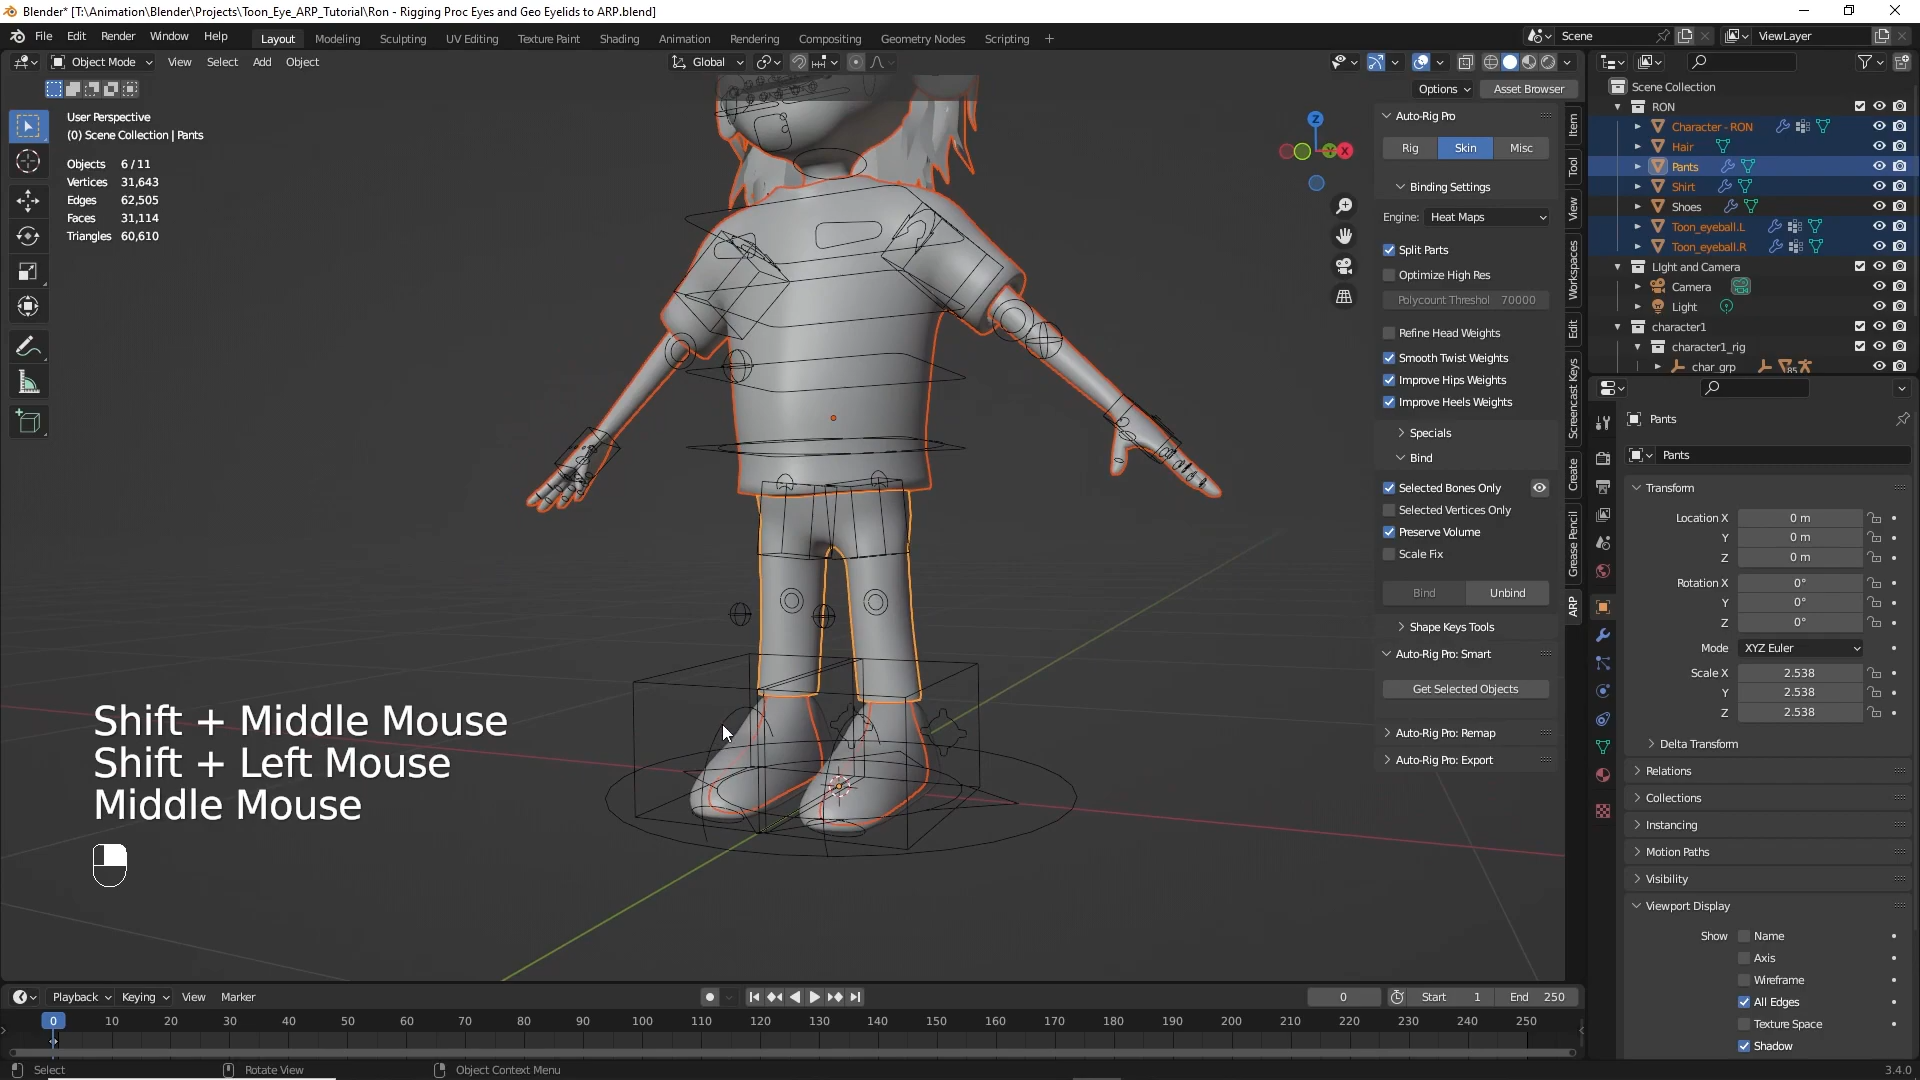 Blender* [T:\Animation\Blender\Projects\Toon_Eye_ARP_Tutorial\Ron - Rigging Proc Eyes and Geo Eyelids to ARP.blend]
File Edit Render Window Help Layout Modeling Sculpting UV Editing Texture Paint Shading Animation Rendering Compositing Geometry Nodes Scripting + Scene ViewLayer
Object Mode View Select Add Object Global
Options Asset Browser
User Perspective
(0) Scene Collection | Pants
Objects 6 / 11
Vertices 31,643
Edges 62,505
Faces 31,114
Triangles 60,610
Z
Y
X
Shift + Middle Mouse
Shift + Left Mouse
Middle Mouse
Auto-Rig Pro
Rig Skin Misc
Binding Settings
Engine: Heat Maps
Split Parts
Optimize High Res
Polycount Threshol 70000
Refine Head Weights
Smooth Twist Weights
Improve Hips Weights
Improve Heels Weights
Specials
Bind
Selected Bones Only
Selected Vertices Only
Preserve Volume
Scale Fix
Bind Unbind
Shape Keys Tools
Auto-Rig Pro: Smart
Get Selected Objects
Auto-Rig Pro: Remap
Auto-Rig Pro: Export
Item
Tool
View
Workspaces
Edit
Screencast Keys
Create
Grease Pencil
ARP
Scene Collection
RON
Character - RON
Hair
Pants
Shirt
Shoes
Toon_eyeball.L
Toon_eyeball.R
LIght and Camera
Camera
Light
character1
character1_rig
char_grp 85
Pants
Pants
Transform
Location X 0 m
Y 0 m
Z 0 m
Rotation X 0°
Y 0°
Z 0°
Mode XYZ Euler
Scale X 2.538
Y 2.538
Z 2.538
Delta Transform
Relations
Collections
Instancing
Motion Paths
Visibility
Viewport Display
Show Name
Axis
Wireframe
All Edges
Texture Space
Shadow
Playback Keying View Marker 0 Start 1 End 250
0 10 20 30 40 50 60 70 80 90 100 110 120 130 140 150 160 170 180 190 200 210 220 230 240 250
Select Rotate View Object Context Menu 3.4.0